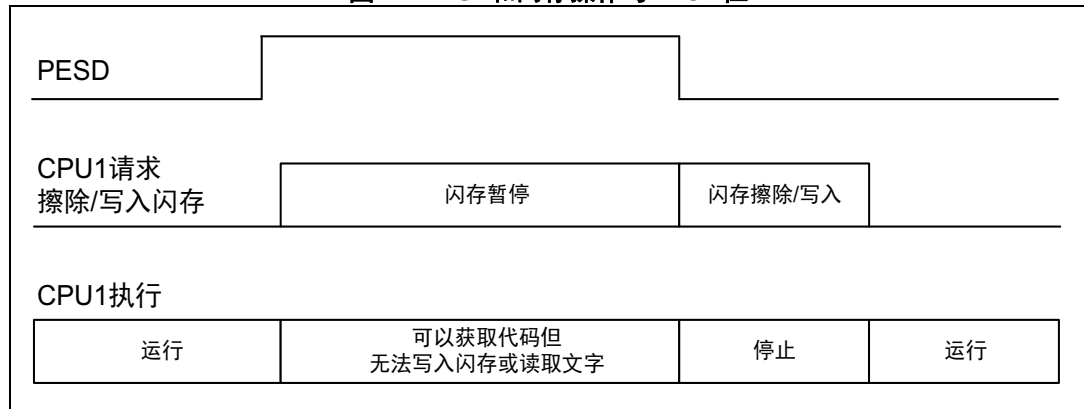 PESD
CPU1请求
擦除/写入闪存
闪存暂停
闪存擦除/写入
CPU1执行
运行
可以获取代码但
无法写入闪存或读取文字
停止
运行